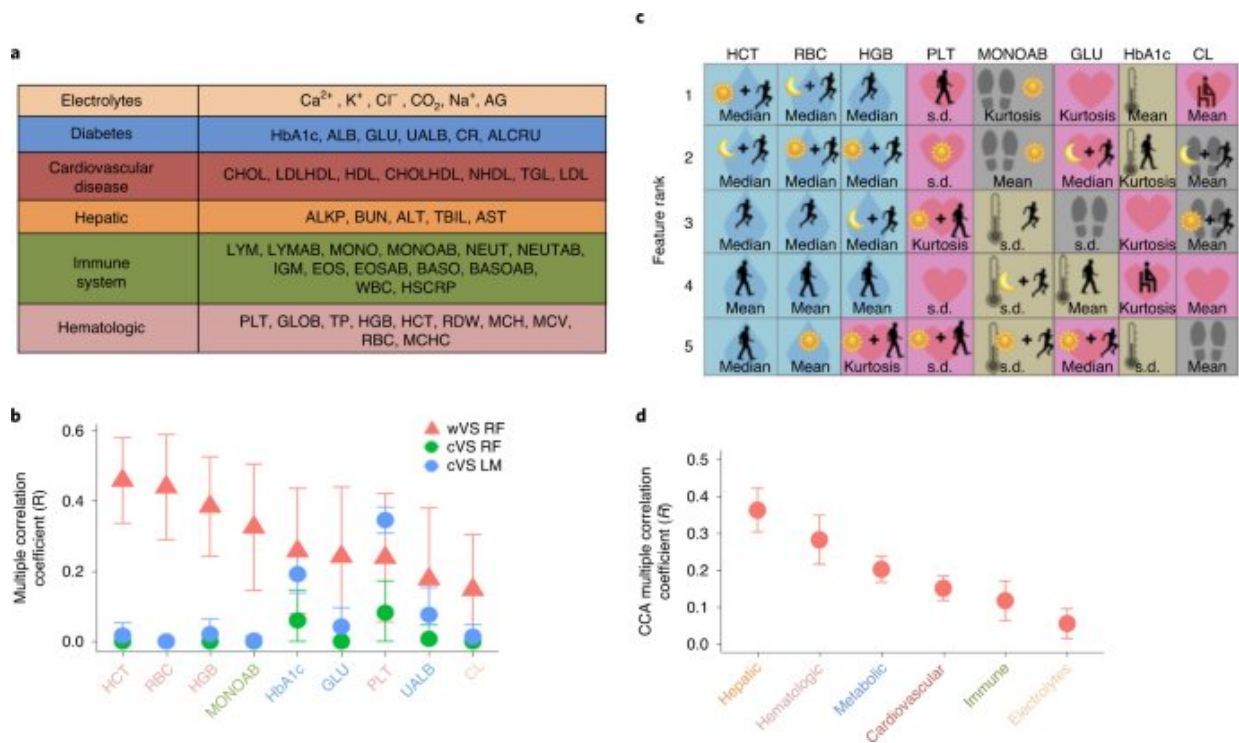 a
Electrolytes
Ca²⁺ , K⁺ , Cl⁻ , CO₂, Na⁺, AG
Diabetes
HbA1c, ALB, GLU, UALB, CR, ALCRU
Cardiovascular
disease
CHOL, LDLHDL, HDL, CHOLHDL, NHDL, TGL, LDL
Hepatic
ALKP, BUN, ALT, TBIL, AST
Immune
system
LYM, LYMAB, MONO, MONOAB, NEUT, NEUTAB,
IGM, EOS, EOSAB, BASO, BASOAB,
WBC, HSCRP
Hematologic
PLT, GLOB, TP, HGB, HCT, RDW, MCH, MCV,
RBC, MCHC
b
Multiple correlation
coefficient (R)
0.6
0.4
0.2
0.0
wVS RF
cVS RF
cVS LM
HCT
RBC
HGB
MONOAB
HbA1c
GLU
PLT
UALB
CL
c
HCT RBC HGB PLT MONOAB GLU HbA1c CL
Feature rank
1
+ + + 
Median Median Median s.d. Kurtosis Kurtosis Mean Mean
2
+ + + + +
Median Median Median s.d. Mean Median Kurtosis Mean
3
+ + +
Median Median Median Kurtosis s.d. s.d. Kurtosis Mean
4
+
Mean Mean Mean s.d. s.d. Mean Kurtosis Mean
5
+ + + +
Median Mean Kurtosis s.d. s.d. Median s.d. Mean
d
CCA multiple correlation
coefficient (R)
0.5
0.4
0.3
0.2
0.1
0.0
Hepatic
Hematologic
Metabolic
Cardiovascular
Immune
Electrolytes